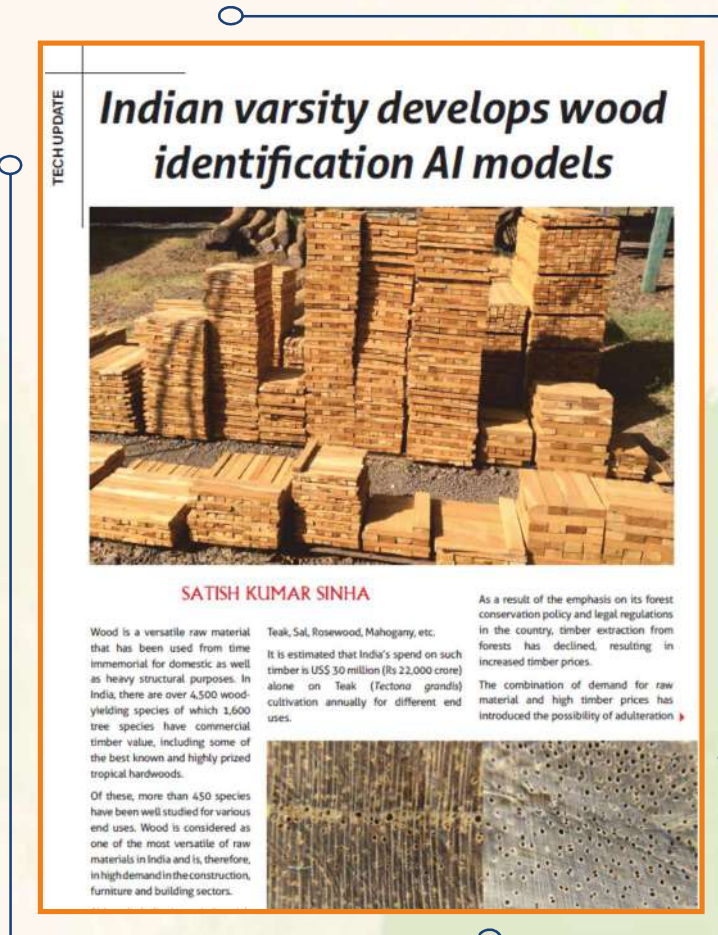 TECH UPDATE
Indian varsity develops wood
identification AI models
SATISH KUMAR SINHA
Wood is a versatile raw material
that has been used from time
immemorial for domestic as well
as heavy structural purposes. In
India, there are over 4,500 wood-
yielding species of which 1,600
tree species have commercial
timber value, including some of
the best known and highly prized
tropical hardwoods.
Of these, more than 450 species
have been well studied for various
end uses. Wood is considered as
one of the most versatile of raw
materials in India and is, therefore,
in high demand in the construction,
furniture and building sectors.
Teak, Sal, Rosewood, Mahogany, etc.
It is estimated that India's spend on such
timber is US$ 30 million (Rs 22,000 crore)
alone on Teak (Tectona grandis)
cultivation annually for different end
uses.
As a result of the emphasis on its forest
conservation policy and legal regulations
in the country, timber extraction from
forests has declined, resulting in
increased timber prices.
The combination of demand for raw
material and high timber prices has
introduced the possibility of adulteration